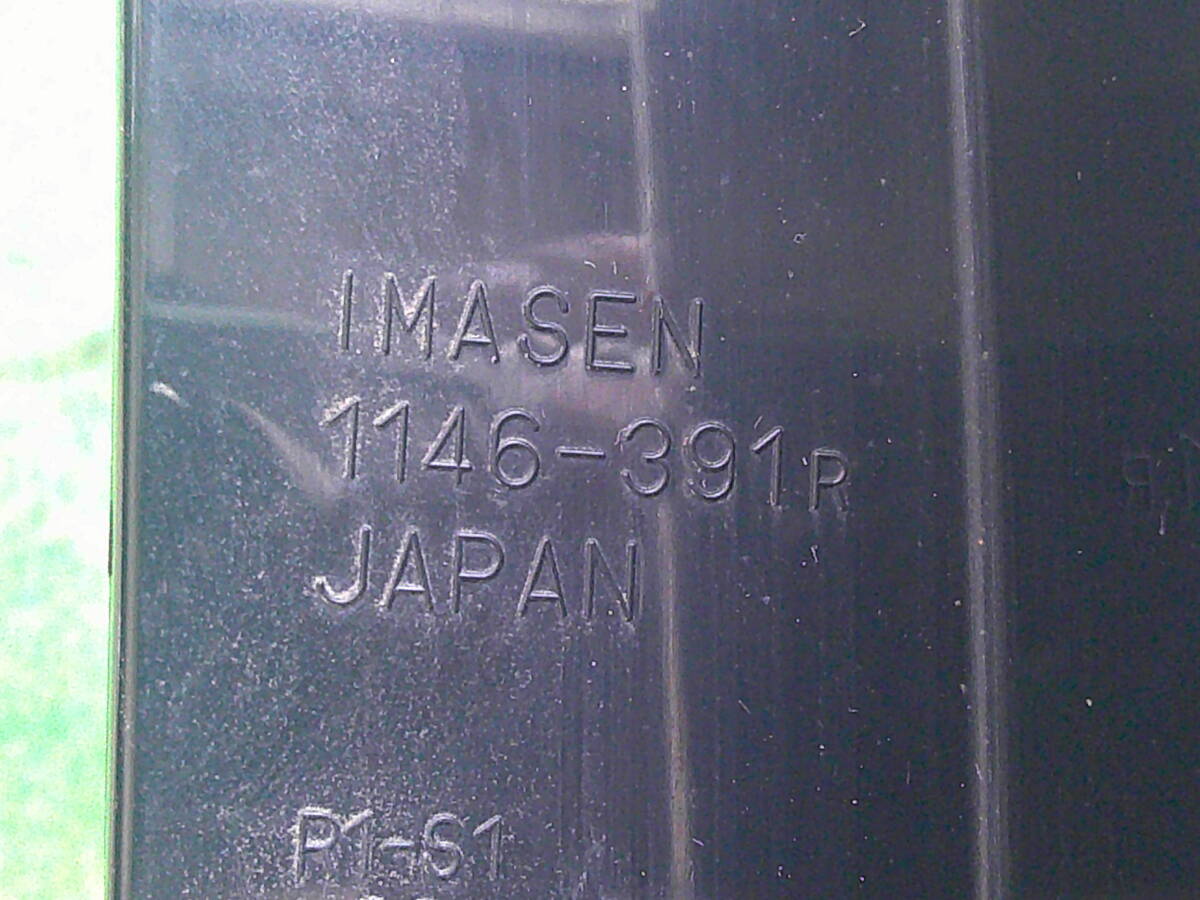 IMASEN
1146-391R
JAPAN
P1-S1